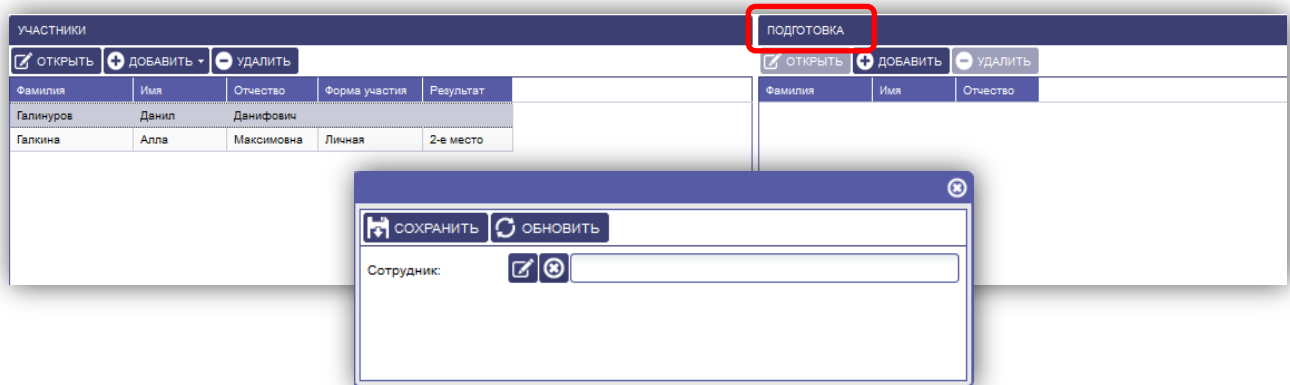 УЧАСТНИКИ
ОТКРЫТЬ ДОБАВИТЬ УДАЛИТЬ
Фамилия Имя Отчество Форма участия Результат
Галинуров Данил Данифович
Галкина Алла Максимовна Личная 2-е место
ПОДГОТОВКА
ОТКРЫТЬ ДОБАВИТЬ УДАЛИТЬ
Фамилия Имя Отчество
СОХРАНИТЬ ОБНОВИТЬ
Сотрудник: